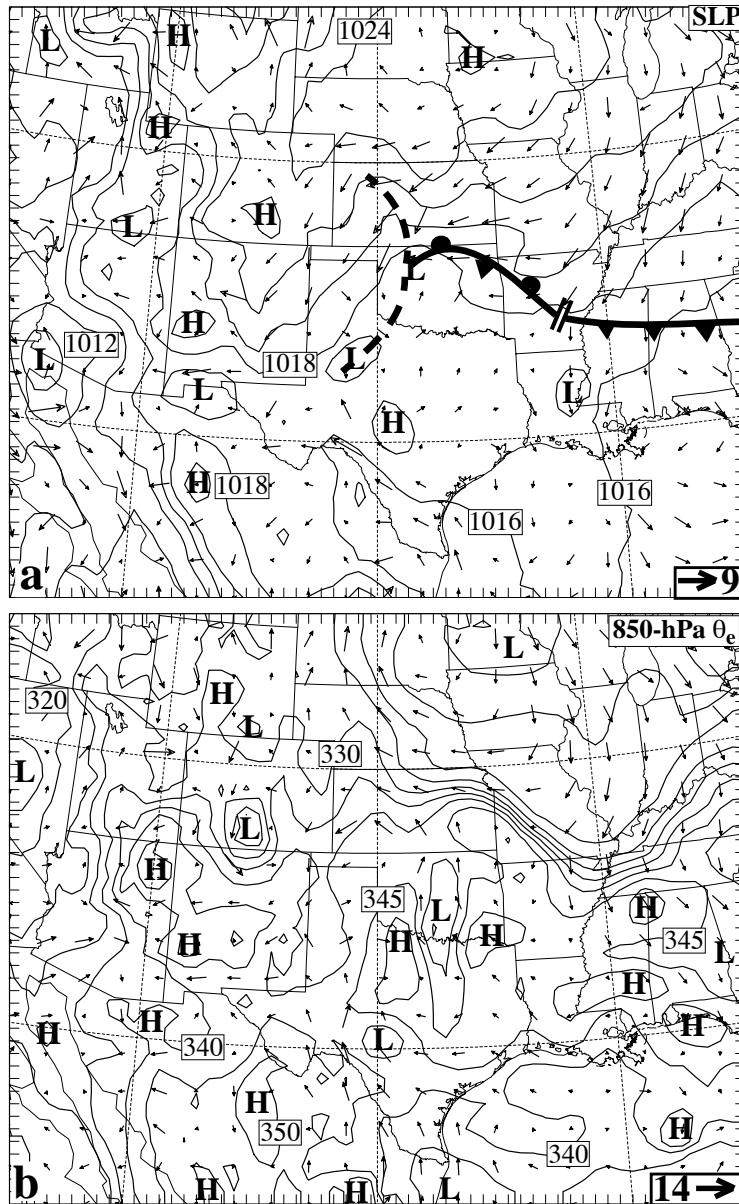 SLP
L H 1024 H
H
L H
L
H
1012 1018 L
L L L
H
H 1018
1016 1016
a 9
850-hPa θe
L
H
320 L
330
L
L
H
345 L H
H H 345
H L
H
H H H
340 L
H
350 340 H
b H H L 14